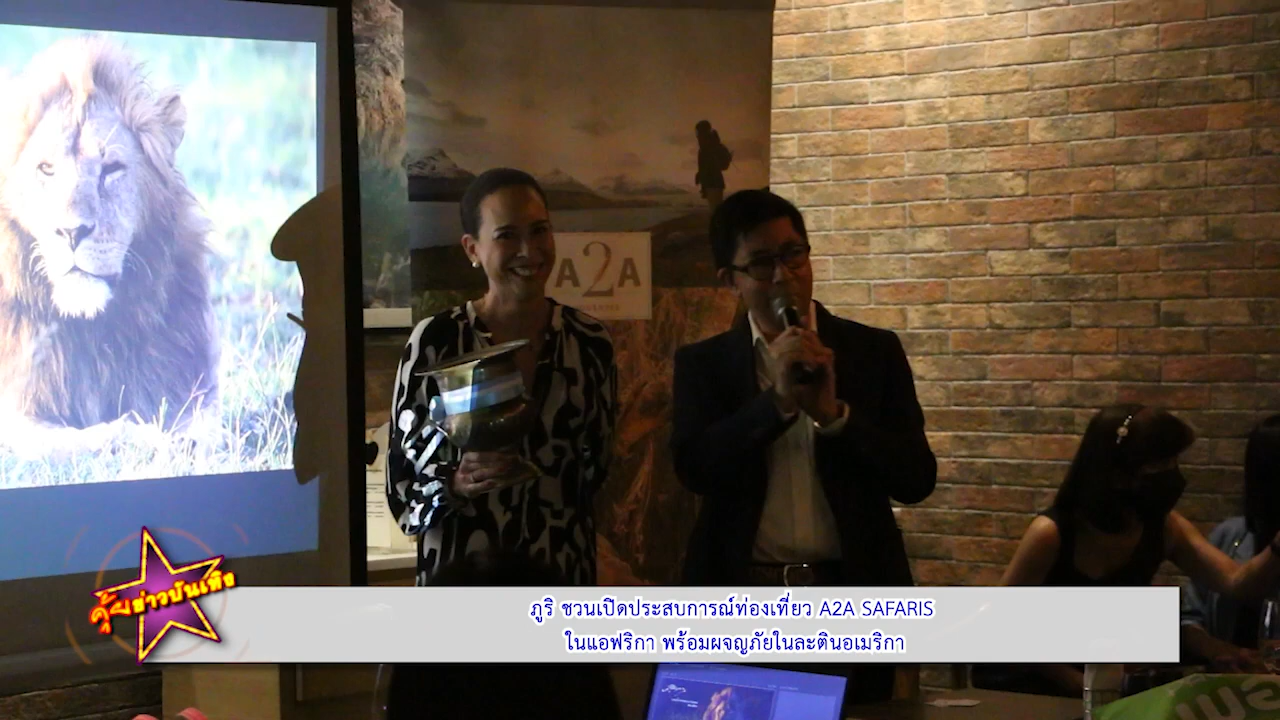 A2A
คุ้ยข่าวบันเทิง
ภูริ ชวนเปิดประสบการณ์ท่องเที่ยว A2A SAFARIS
ในแอฟริกา พร้อมผจญภัยในละตินอเมริกา